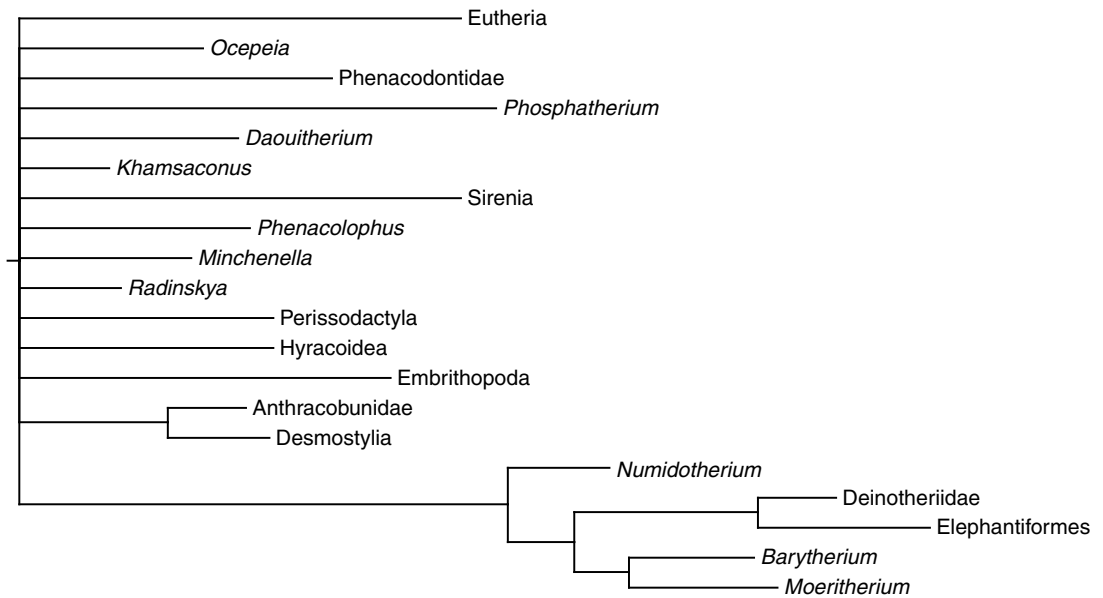 Eutheria
Ocepeia
Phenacodontidae
Phosphatherium
Daouitherium
Khamsaconus
Sirenia
Phenacolophus
Minchenella
Radinskya
Perissodactyla
Hyracoidea
Embrithopoda
Anthracobunidae
Desmostylia
Numidotherium
Deinotheriidae
Elephantiformes
Barytherium
Moeritherium